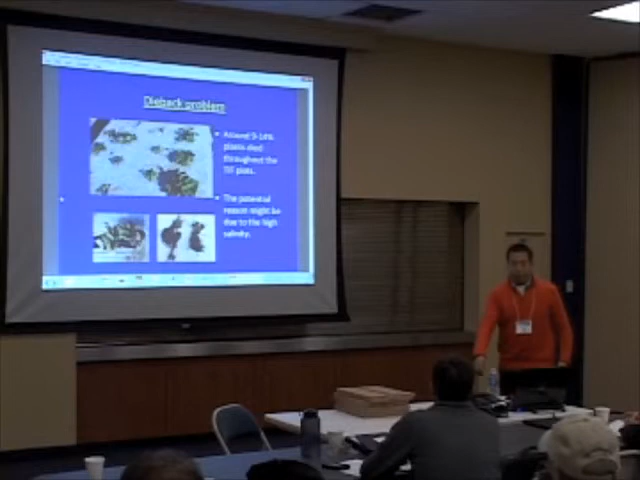 Dieback problem
• Around 5-10%
plants died
throughout the
TIF plots.
• The potential
reason might be
due to the high
salinity.